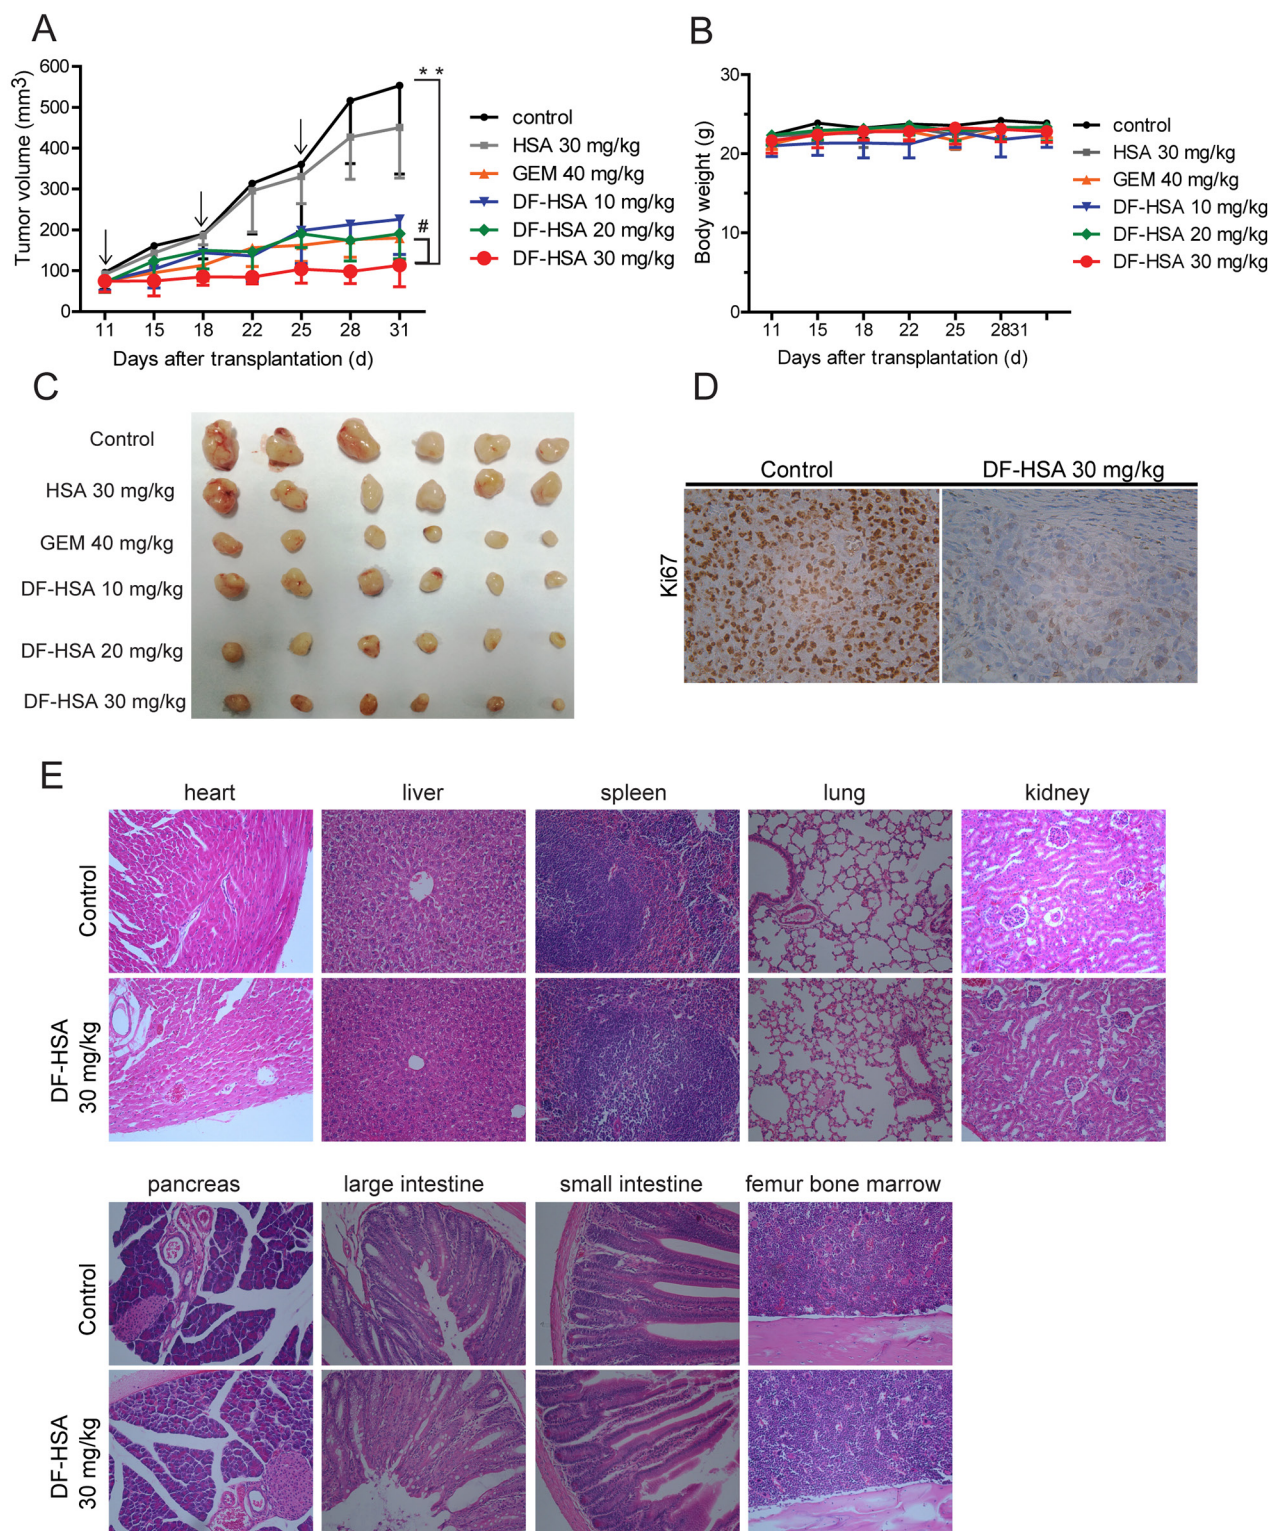 A
Tumor volume (mm3)
600
500
400
300
200
100
0
11 15 18 22 25 28 31
Days after transplantation (d)
* *
#
control
HSA 30 mg/kg
GEM 40 mg/kg
DF-HSA 10 mg/kg
DF-HSA 20 mg/kg
DF-HSA 30 mg/kg
B
Body weight (g)
30
20
10
0
11 15 18 22 25 2831
Days after transplantation (d)
control
HSA 30 mg/kg
GEM 40 mg/kg
DF-HSA 10 mg/kg
DF-HSA 20 mg/kg
DF-HSA 30 mg/kg
C
Control
HSA 30 mg/kg
GEM 40 mg/kg
DF-HSA 10 mg/kg
DF-HSA 20 mg/kg
DF-HSA 30 mg/kg
D
Control DF-HSA 30 mg/kg
Ki67
E
heart liver spleen lung kidney
Control
DF-HSA
30 mg/kg
pancreas large intestine small intestine femur bone marrow
Control
DF-HSA
30 mg/kg